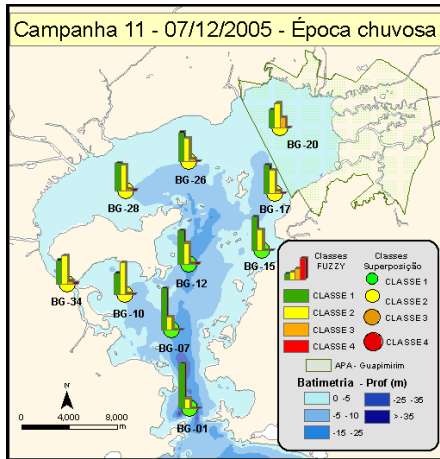 Campanha 11 - 07/12/2005 - Época chuvosa
BG-20
BG-26
BG-28
BG-17
BG-15
BG-12
BG-34
BG-10
BG-07
BG-01
N
0 4,000 8,000
m
Classes FUZZY
CLASSE 1
CLASSE 2
CLASSE 3
CLASSE 4
Classes Superposição
CLASSE 1
CLASSE 2
CLASSE 3
CLASSE 4
APA - Guapimirim
Batimetria - Prof (m)
0 -5
-5 -10
-15 -25
-25 -35
>-35